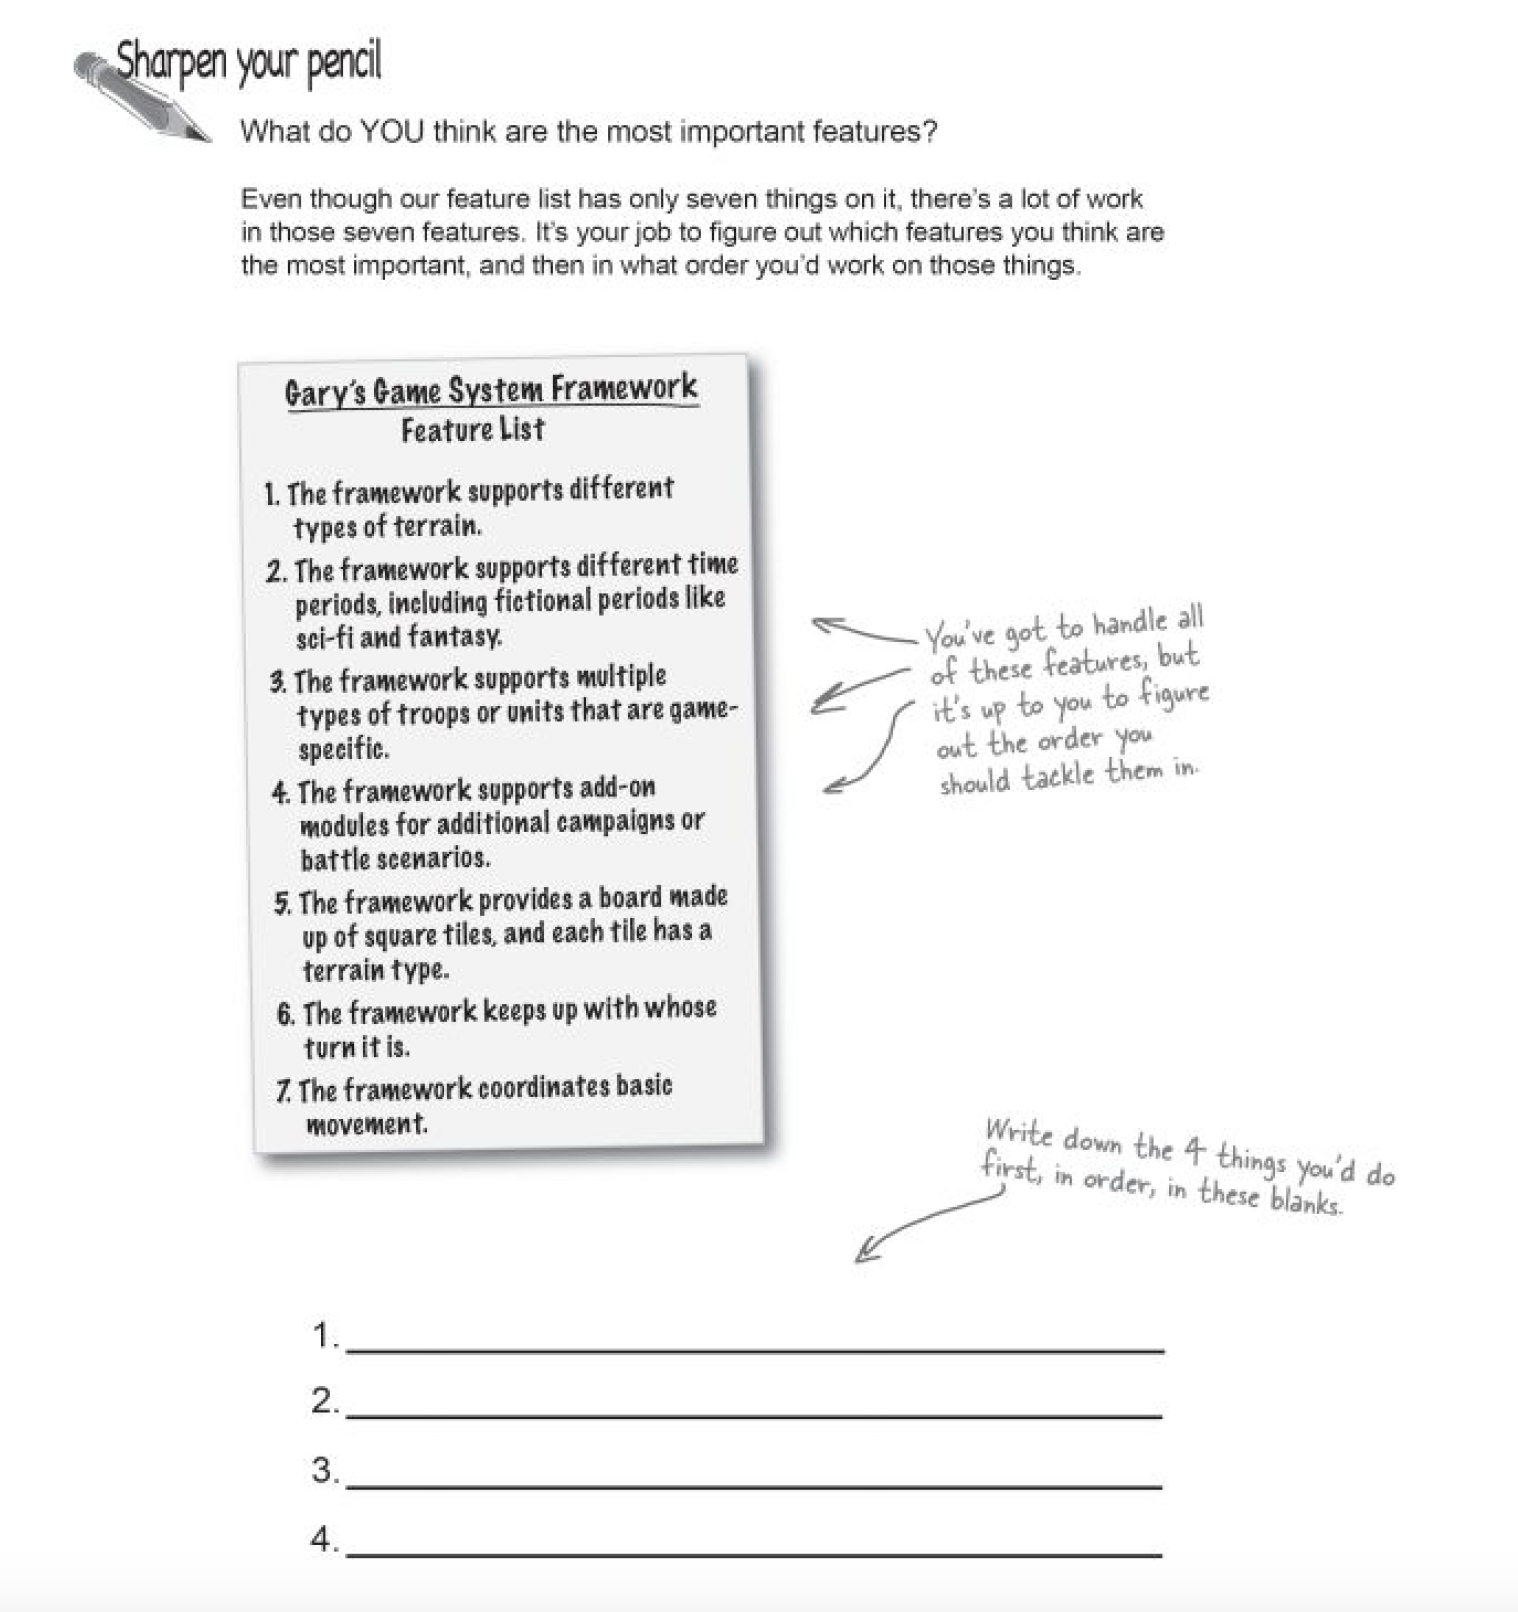 Sharpen your pencil
What do YOU think are the most important features?
Even though our feature list has only seven things on it, there's a lot of work
in those seven features. It's your job to figure out which features you think are
the most important, and then in what order you'd work on those things.
Gary's Game System Framework
Feature List
1. The framework supports different
types of terrain.
2. The framework supports different time
periods, including fictional periods like
sci-fi and fantasy.
3. The framework supports multiple
types of troops or units that are game-
specific.
4. The framework supports add-on
modules for additional campaigns or
battle scenarios.
5. The framework provides a board made
up of square tiles, and each tile has a
terrain type.
6. The framework keeps up with whose
turn it is.
7. The framework coordinates basic
movement.
You've got to handle all
of these features, but
it's up to you to figure
out the order you
should tackle them in.
Write down the 4 things you'd do
first, in order, in these blanks.
1.
2.
3.
4.